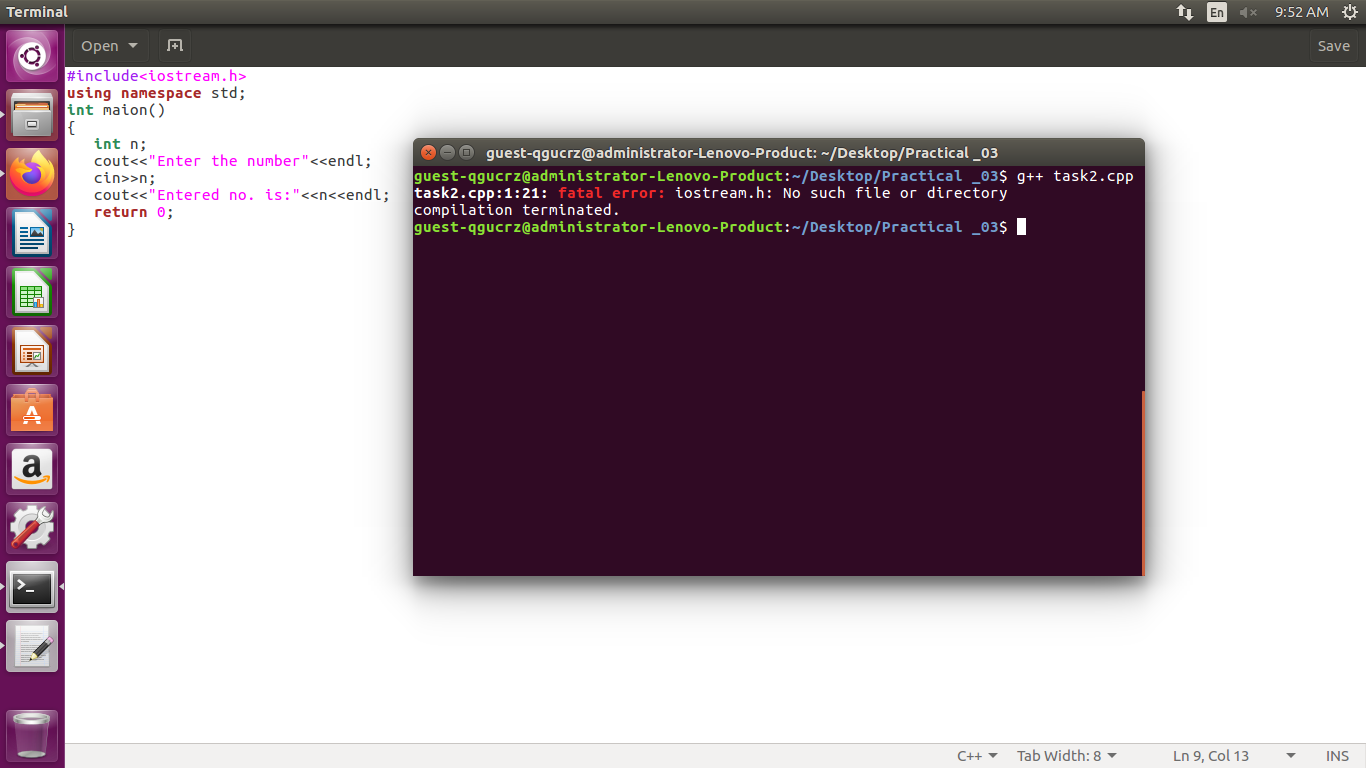 Terminal
En
9:52 AM
Open
Save
#include<iostream.h>
using namespace std;
int maion()
{
int n;
cout<<"Enter the number"<<endl;
cin>>n;
cout<<"Entered no. is:"<<n<<endl;
return 0;
}
guest-qgucrz@administrator-Lenovo-Product: ~/Desktop/Practical _03
guest-qgucrz@administrator-Lenovo-Product:~/Desktop/Practical _03$ g++ task2.cpp
task2.cpp:1:21: fatal error: iostream.h: No such file or directory
compilation terminated.
guest-qgucrz@administrator-Lenovo-Product:~/Desktop/Practical _03$
C++
Tab Width: 8
Ln 9, Col 13
INS